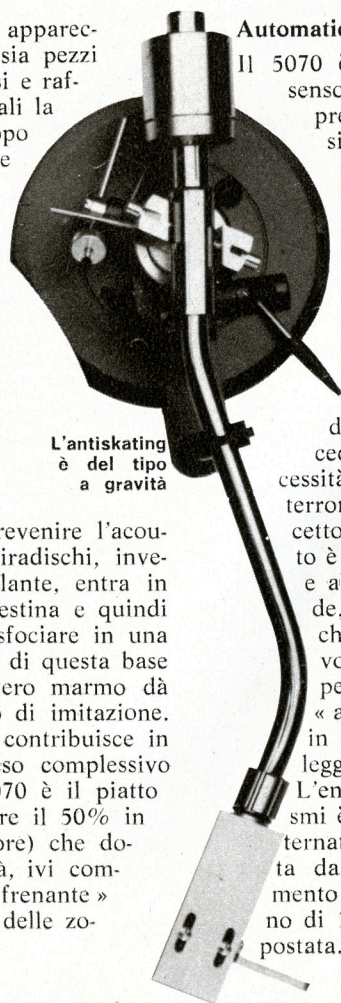 apparec-
sia pezzi
si e raf-
ali la
ppo
e
L'antiskating
è del tipo
a gravità
revenire l'acou-
iradischi, inve-
lante, entra in
estina e quindi
sfociare in una
di questa base
vero marmo dà
o di imitazione.
contribuisce in
eso complessivo
070 è il piatto
re il 50% in
ore) che do-
à, ivi com-
frenante »
delle zo-
Automatic
Il 5070 è
senso
pre
si
d
ced
cessità
terron
cetto
to è
e a
de,
ch
vo
pe
« a
in
legg
L'en
smi è
ternat
ta da
mento
no di 1
postata.